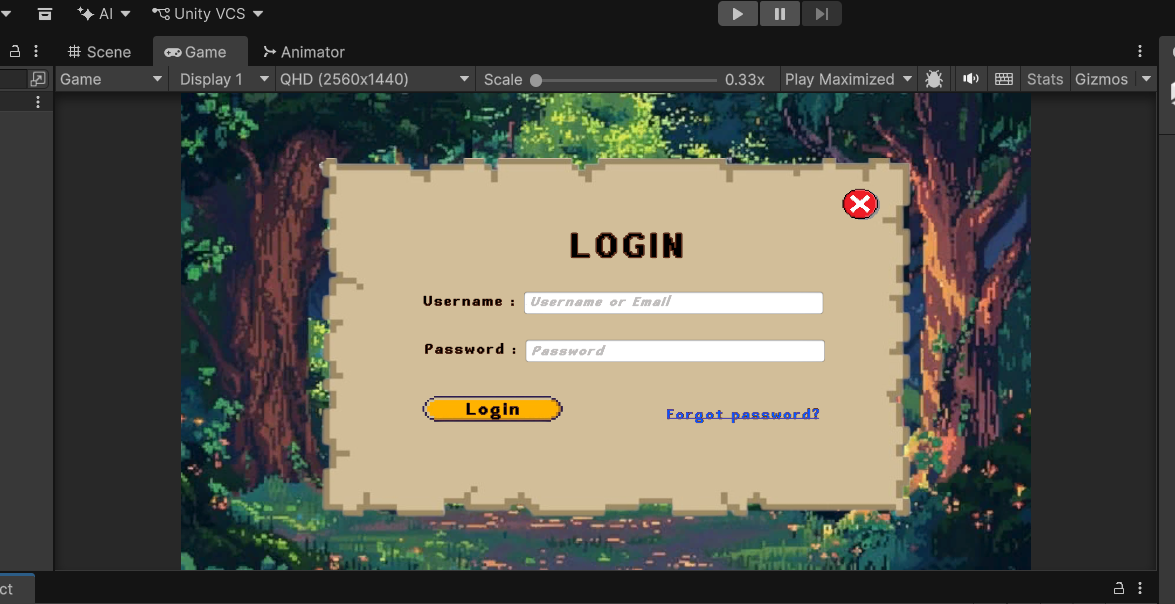 AI Unity VCS
Scene Game Animator
Game Display 1 QHD (2560x1440) Scale 0.33x Play Maximized Stats Gizmos
LOGIN
Username : Username or Email
Password : Password
Login Forgot password?
ct